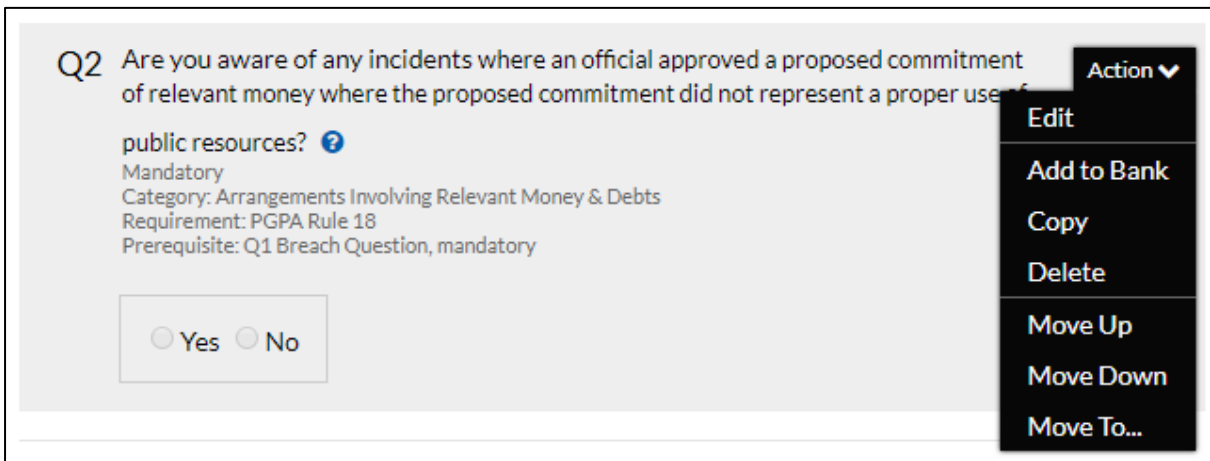 Q2 Are you aware of any incidents where an official approved a proposed commitment
of relevant money where the proposed commitment did not represent a proper use of
public resources? ?
Mandatory
Category: Arrangements Involving Relevant Money & Debts
Requirement: PGPA Rule 18
Prerequisite: Q1 Breach Question, mandatory
Yes No
Action
Edit
Add to Bank
Copy
Delete
Move Up
Move Down
Move To...